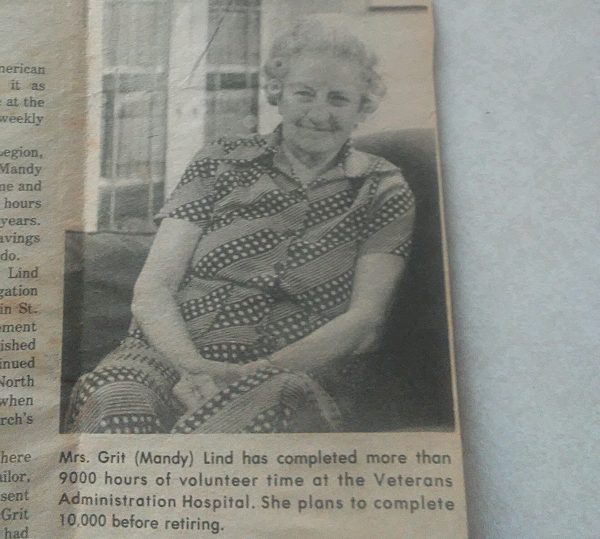 nerican
it as
at the
weekly
egion,
Mandy
ne and
hours
years.
avings
do.
Lind
gation
in St.
ement
ished
inued
North
when
rch's
here
ailor,
sent
Grit
had
Mrs. Grit (Mandy) Lind has completed more than
9000 hours of volunteer time at the Veterans
Administration Hospital. She plans to complete
10,000 before retiring.